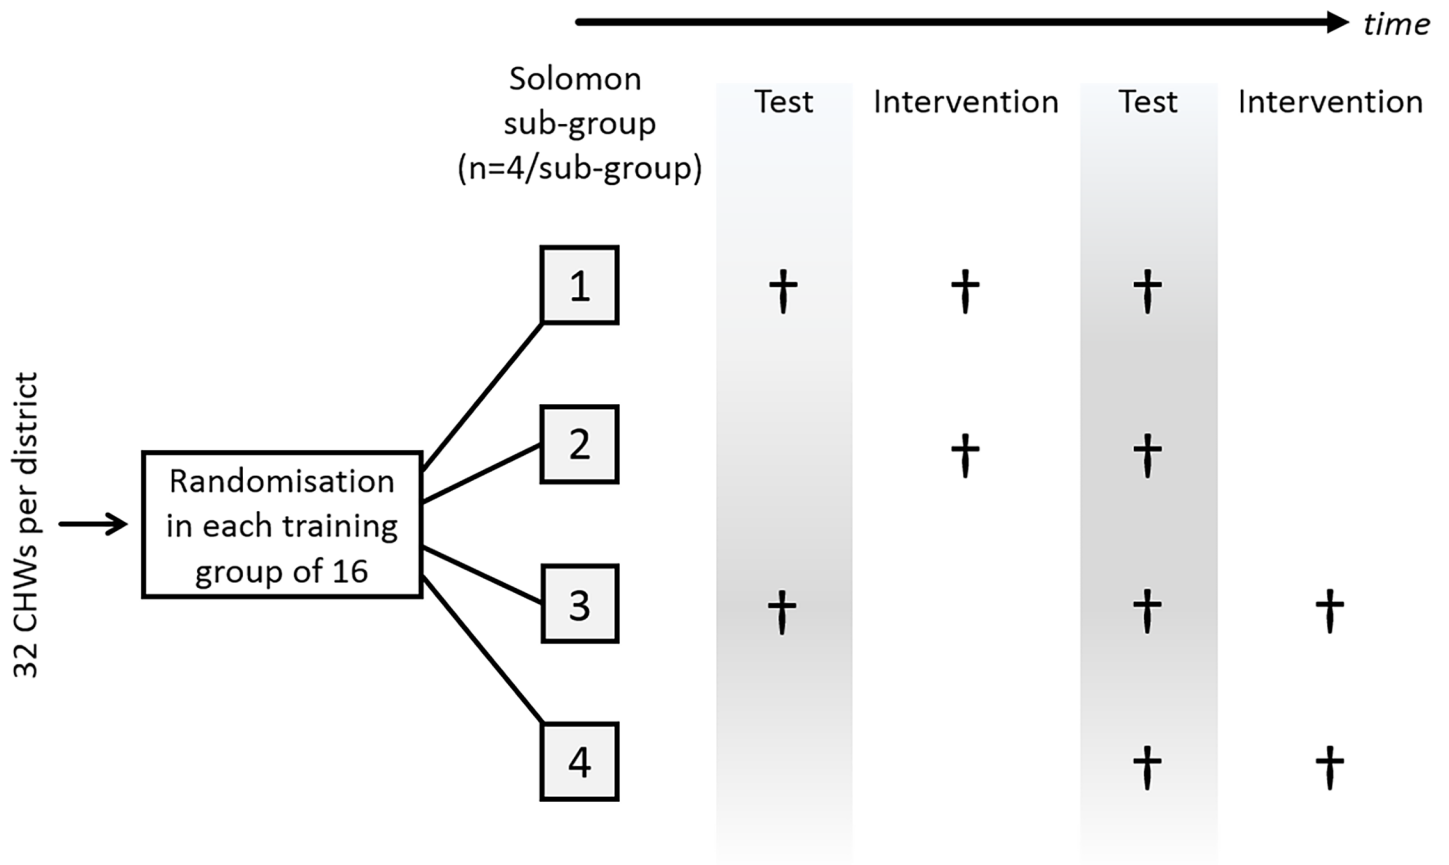 time
Solomon
sub-group
(n=4/sub-group)
Test
Intervention
Test
Intervention
1
† † †
2
† †
32 CHWs per district
Randomisation
in each training
group of 16
3
† † †
4
† †